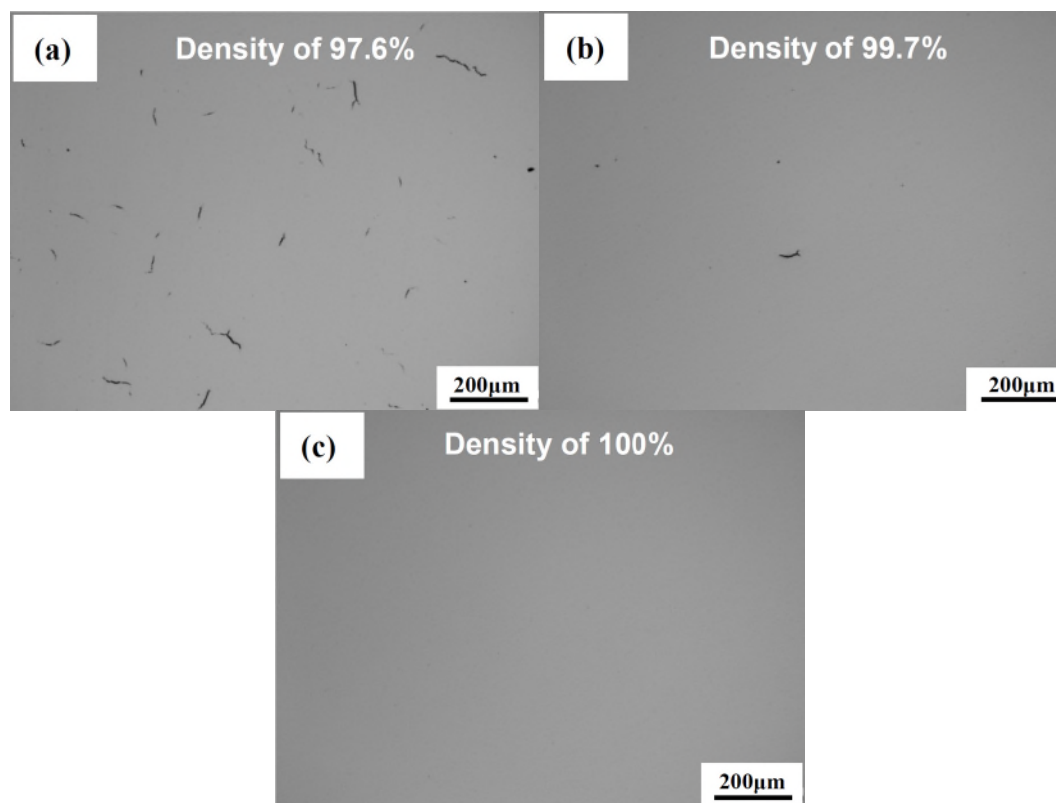 (a)
Density of 97.6%
200μm
(b)
Density of 99.7%
200μm
(c)
Density of 100%
200μm